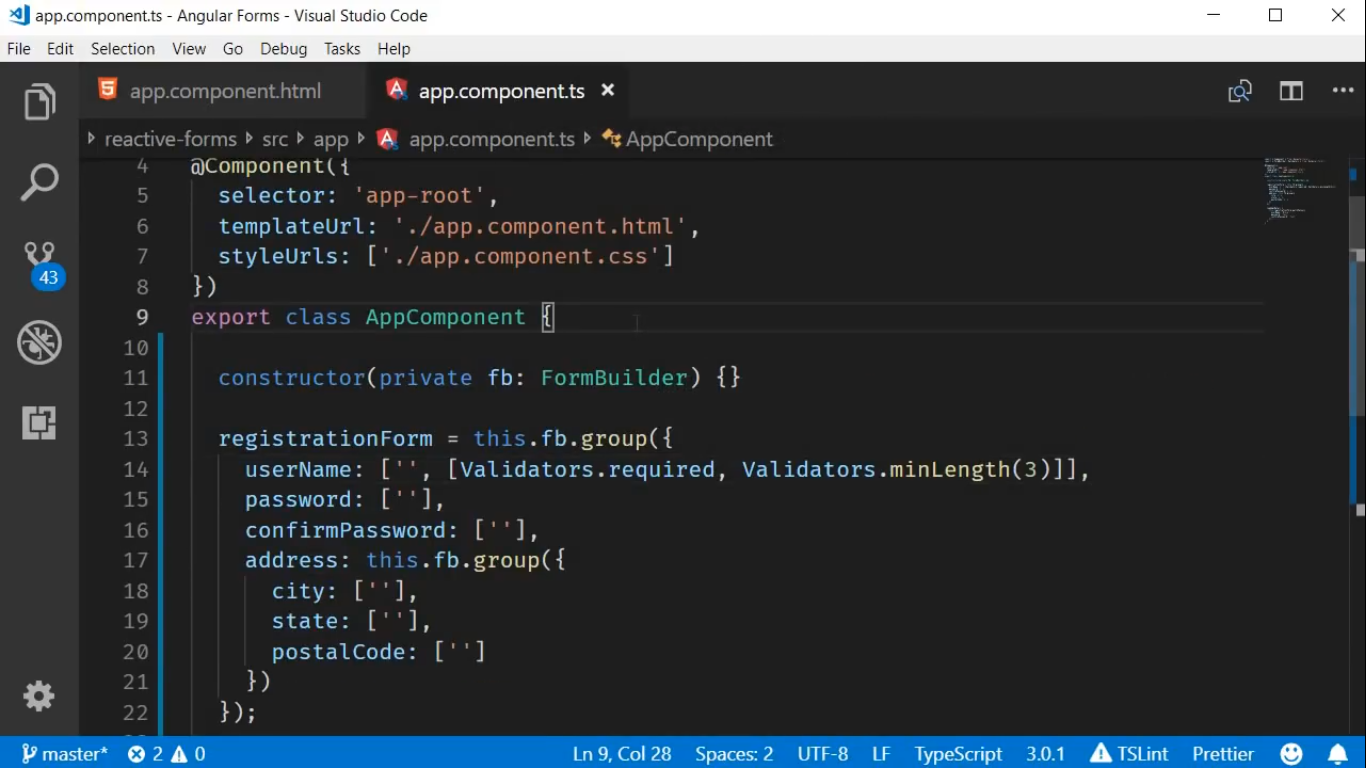 app.component.ts - Angular Forms - Visual Studio Code
File Edit Selection View Go Debug Tasks Help
app.component.html app.component.ts
reactive-forms src app app.component.ts AppComponent
4 @Component({
5 selector: 'app-root',
6 templateUrl: './app.component.html',
7 styleUrls: ['./app.component.css']
8 })
9 export class AppComponent {
10
11 constructor(private fb: FormBuilder) {}
12
13 registrationForm = this.fb.group({
14 userName: ['', [Validators.required, Validators.minLength(3)]],
15 password: [''],
16 confirmPassword: [''],
17 address: this.fb.group({
18 city: [''],
19 state: [''],
20 postalCode: ['']
21 })
22 });
43
master* 2 0 Ln 9, Col 28 Spaces: 2 UTF-8 LF TypeScript 3.0.1 TSLint Prettier